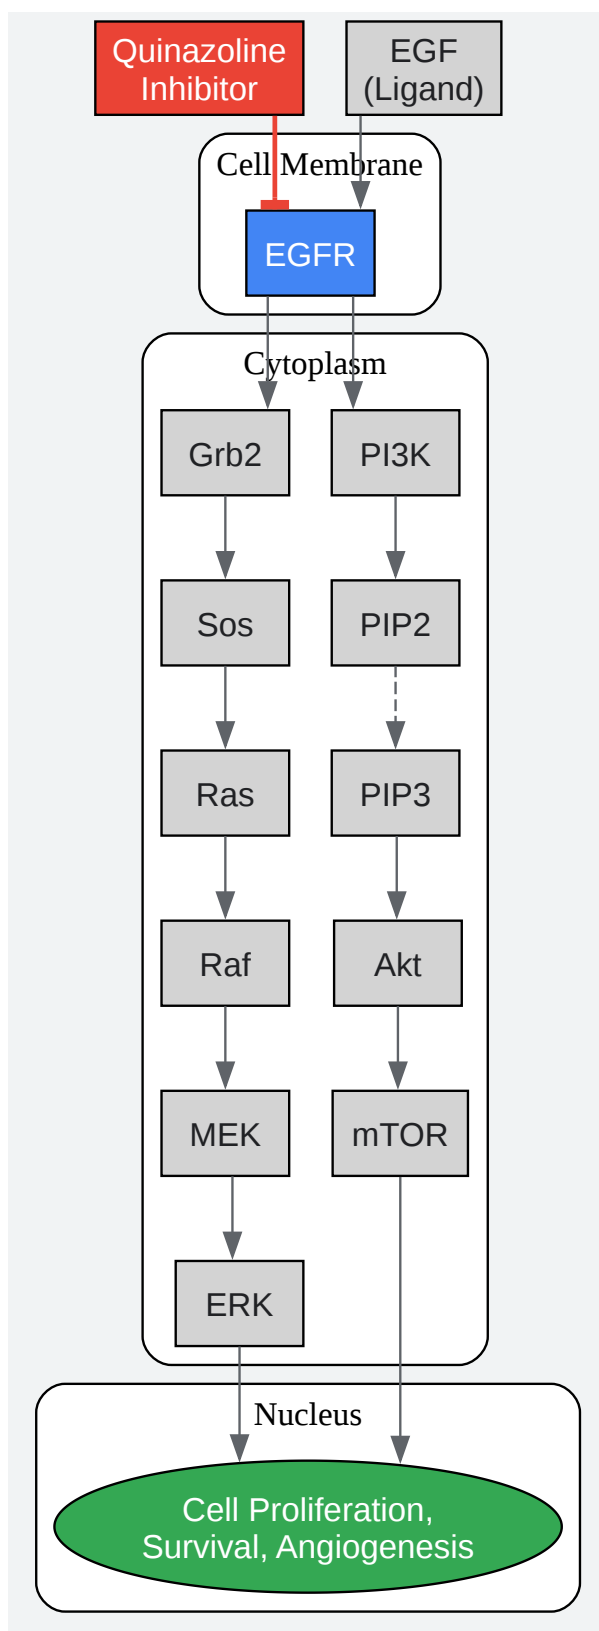 Quinazoline
Inhibitor
EGF
(Ligand)
Cell Membrane
EGFR
Cytoplasm
Grb2
PI3K
Sos
PIP2
Ras
PIP3
Raf
Akt
MEK
mTOR
ERK
Nucleus
Cell Proliferation,
Survival, Angiogenesis